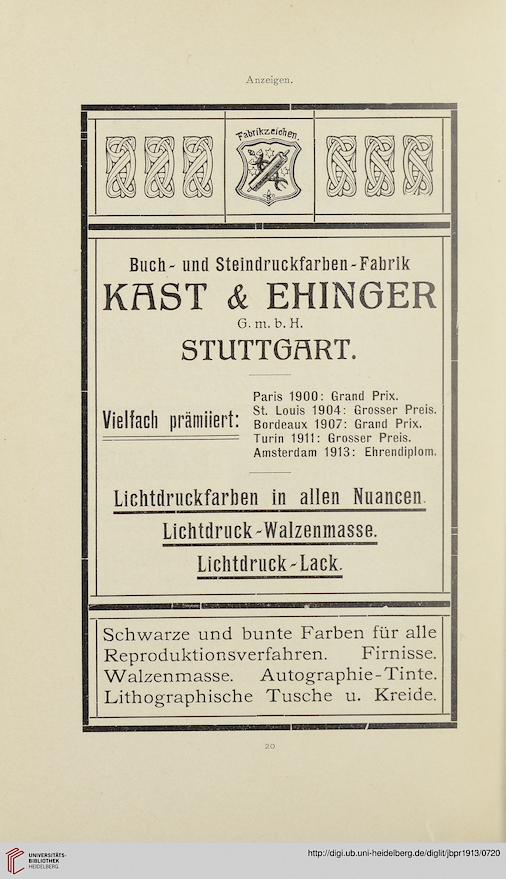 Anzeigen.
Fabrikzeichen.
Buch- und Steindruckfarben-Fabrik
KAST & EHINGER
G. m. b. H.
STUTTGART.
Vielfach prämiiert:
Paris 1900: Grand Prix.
St. Louis 1904: Grosser Preis.
Bordeaux 1907: Grand Prix.
Turin 1911: Grosser Preis.
Amsterdam 1913: Ehrendiplom.
Lichtdruckfarben in allen Nuancen.
Lichtdruck-Walzenmasse.
Lichtdruck-Lack.
Schwarze und bunte Farben für alle
Reproduktionsverfahren. Firnisse.
Walzenmasse. Autographie-Tinte.
Lithographische Tusche u. Kreide.
20
UNIVERSITÄTS-
BIBLIOTHEK
HEIDELBERG
http://digi.ub.uni-heidelberg.de/diglit/jbpr1913/0720